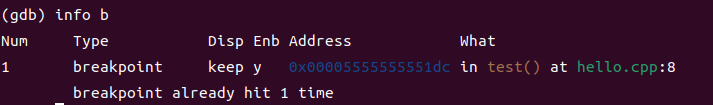 (gdb) info b
Num     Type           Disp Enb Address            What
1       breakpoint     keep y   0x00005555555551dc in test() at hello.cpp:8
        breakpoint already hit 1 time